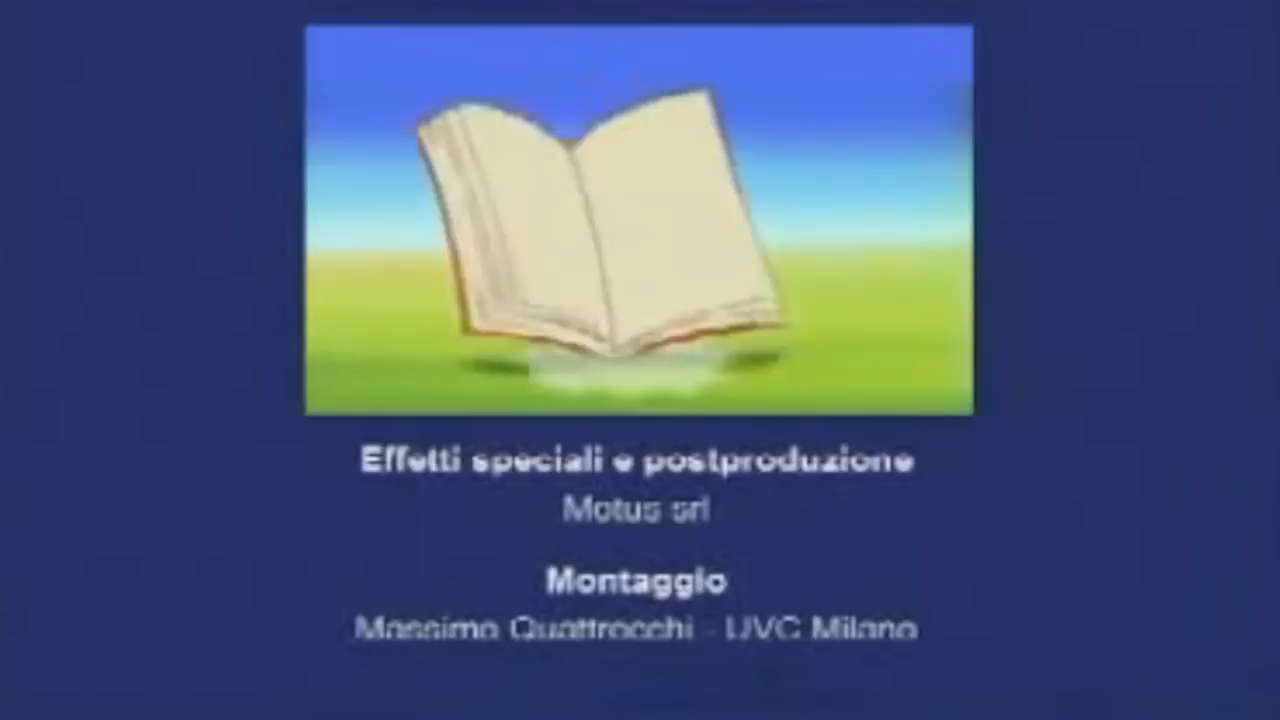 Effetti speciali e postproduzione
Motus srl
Montaggio
Massimo Quattrocchi - UVC Milano